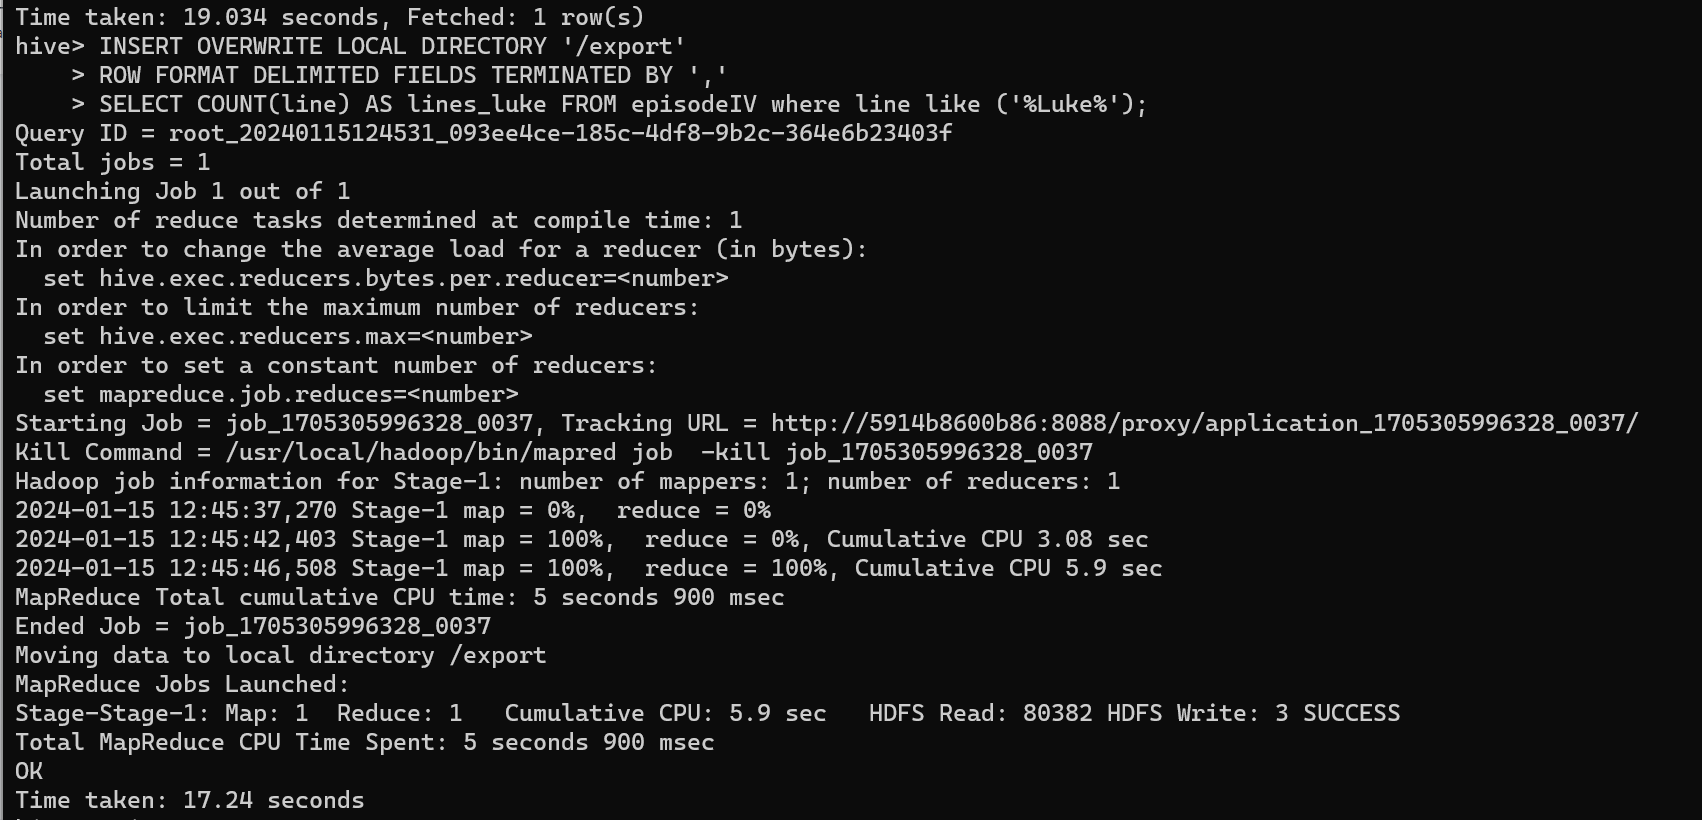 Time taken: 19.034 seconds, Fetched: 1 row(s)
hive> INSERT OVERWRITE LOCAL DIRECTORY '/export'
    > ROW FORMAT DELIMITED FIELDS TERMINATED BY ','
    > SELECT COUNT(line) AS lines_luke FROM episodeIV where line like ('%Luke%');
Query ID = root_20240115124531_093ee4ce-185c-4df8-9b2c-364e6b23403f
Total jobs = 1
Launching Job 1 out of 1
Number of reduce tasks determined at compile time: 1
In order to change the average load for a reducer (in bytes):
  set hive.exec.reducers.bytes.per.reducer=<number>
In order to limit the maximum number of reducers:
  set hive.exec.reducers.max=<number>
In order to set a constant number of reducers:
  set mapreduce.job.reduces=<number>
Starting Job = job_1705305996328_0037, Tracking URL = http://5914b8600b86:8088/proxy/application_1705305996328_0037/
Kill Command = /usr/local/hadoop/bin/mapred job  -kill job_1705305996328_0037
Hadoop job information for Stage-1: number of mappers: 1; number of reducers: 1
2024-01-15 12:45:37,270 Stage-1 map = 0%,  reduce = 0%
2024-01-15 12:45:42,403 Stage-1 map = 100%,  reduce = 0%, Cumulative CPU 3.08 sec
2024-01-15 12:45:46,508 Stage-1 map = 100%,  reduce = 100%, Cumulative CPU 5.9 sec
MapReduce Total cumulative CPU time: 5 seconds 900 msec
Ended Job = job_1705305996328_0037
Moving data to local directory /export
MapReduce Jobs Launched:
Stage-Stage-1: Map: 1  Reduce: 1   Cumulative CPU: 5.9 sec   HDFS Read: 80382 HDFS Write: 3 SUCCESS
Total MapReduce CPU Time Spent: 5 seconds 900 msec
OK
Time taken: 17.24 seconds